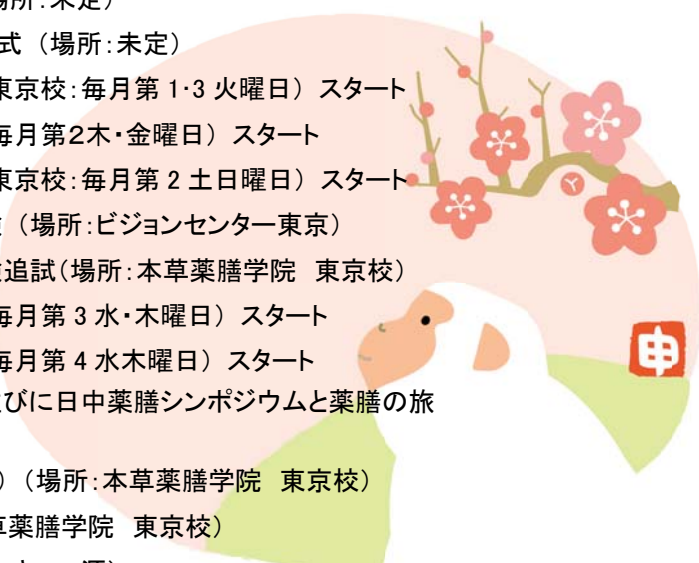 場所:未定）
式（場所:未定）
東京校:毎月第 1・3 火曜日）スタート
毎月第２木・金曜日）スタート
東京校:毎月第 2 土日曜日）スタート
（場所:ビジョンセンター東京）
追試（場所:本草薬膳学院 東京校）
毎月第 3 水・木曜日）スタート
毎月第 4 水木曜日）スタート
びに日中薬膳シンポジウムと薬膳の旅
）（場所:本草薬膳学院 東京校）
草薬膳学院 東京校）
申